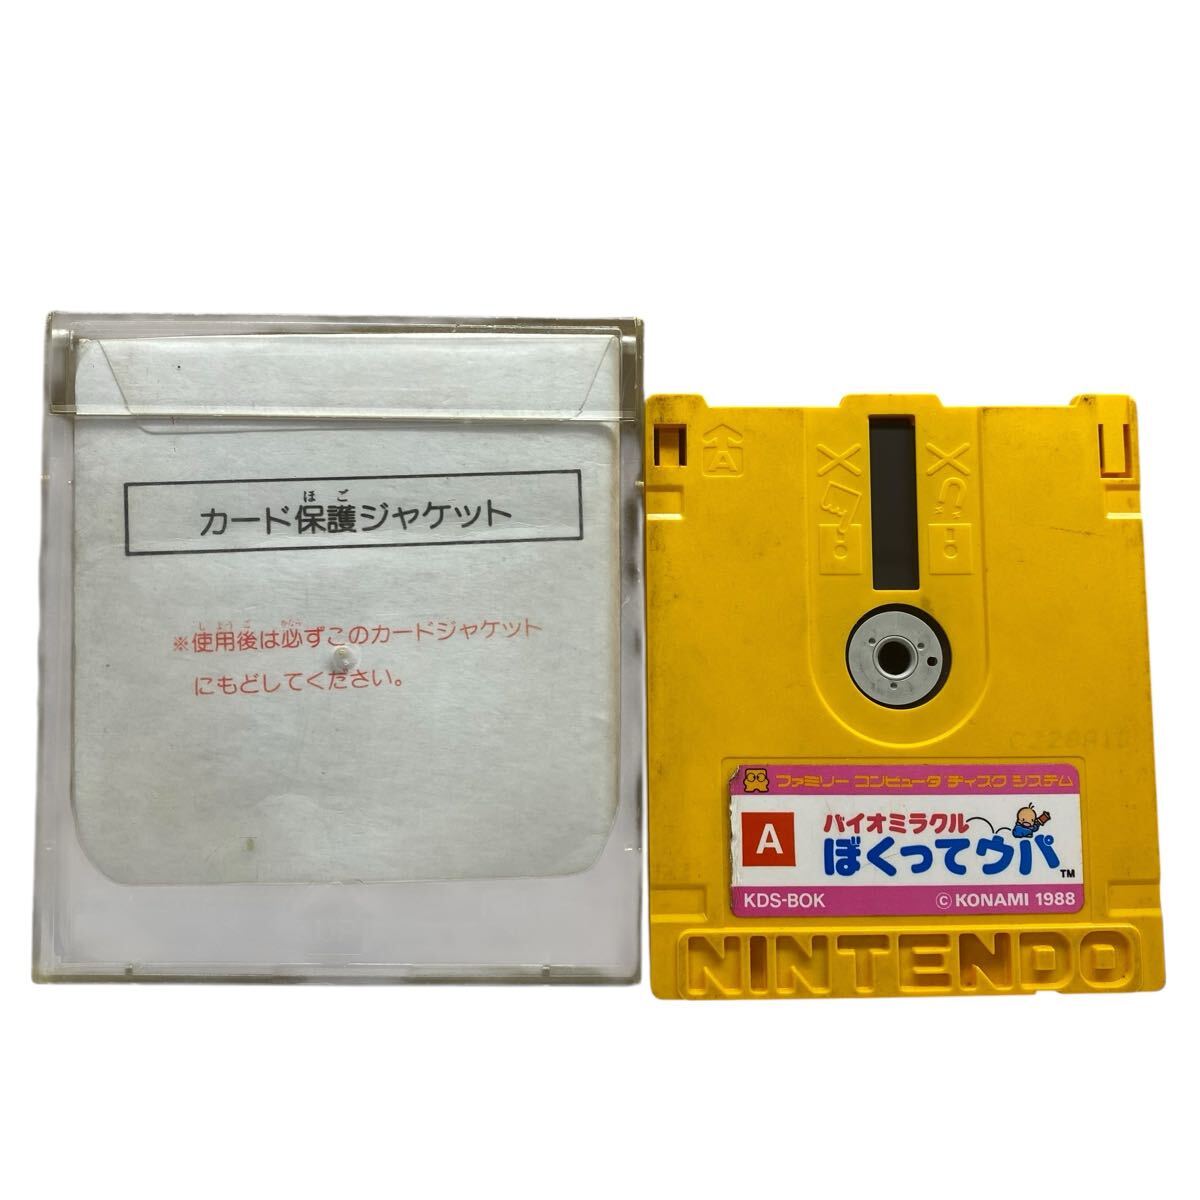 カード保護ジャケット
ほご
※使用後は必ずこのカードジャケット
しようご かなら
にもどしてください。
A
ファミリー コンピュータ ディスク システム
A
バイオミラクル
ぼくってウパ
TM
KDS-BOK
© KONAMI 1988
NINTENDO